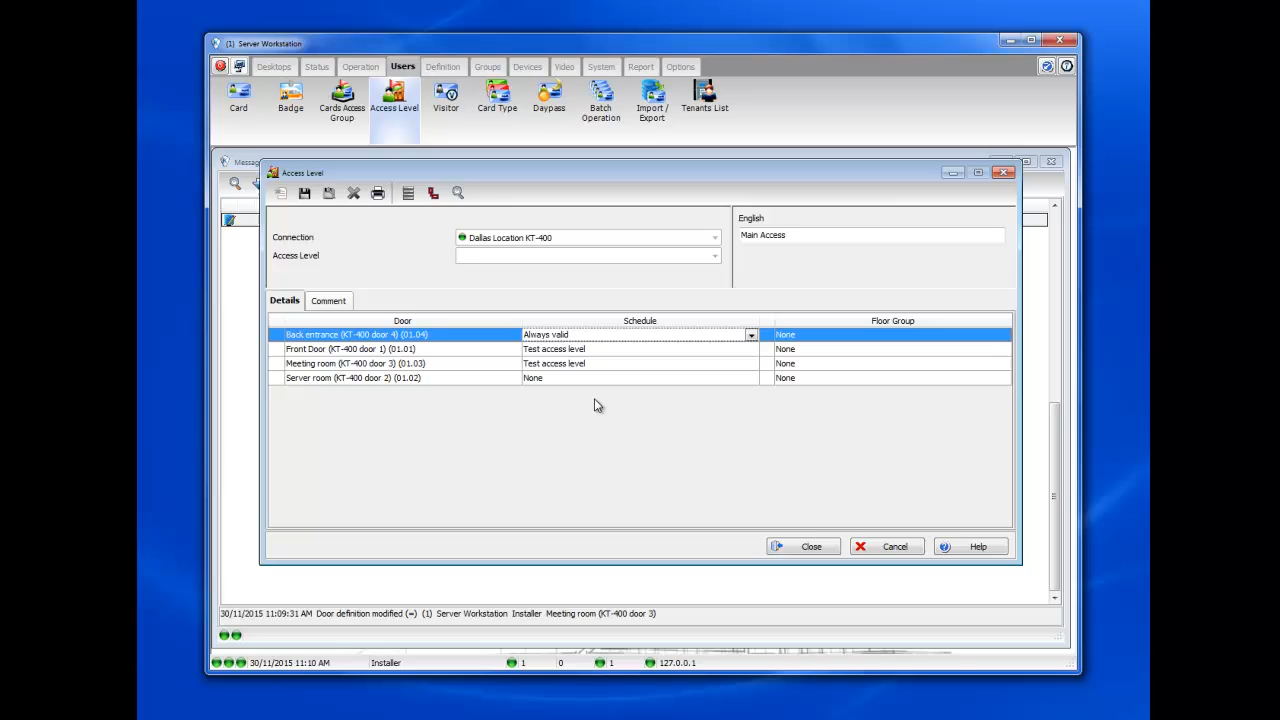 (1) Server Workstation
Desktops Status Operation Users Definition Groups Devices Video System Report Options
Card Badge Cards Access Group Access Level Visitor Card Type Daypass Batch Operation Import / Export Tenants List
Messag
Access Level
English
Connection Dallas Location KT-400 Main Access
Access Level
Details Comment
Door Schedule Floor Group
Back entrance (KT-400 door 4) (01.04) Always valid None
Front Door (KT-400 door 1) (01.01) Test access level None
Meeting room (KT-400 door 3) (01.03) Test access level None
Server room (KT-400 door 2) (01.02) None None
Close Cancel Help
30/11/2015 11:09:31 AM Door definition modified (=) (1) Server Workstation Installer Meeting room (KT-400 door 3)
30/11/2015 11:10 AM Installer 1 0 1 127.0.0.1